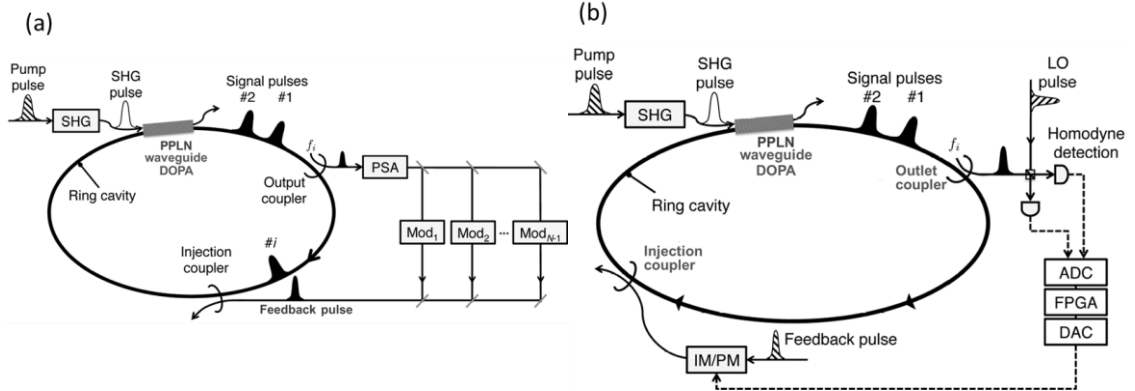 (a)
Pump
pulse
SHG
SHG
pulse
PPLN
waveguide
DOPA
Signal pulses
#2 #1
fi
Output
coupler
PSA
Ring cavity
Mod1 Mod2 ... ModN-1
Injection
coupler
#i
Feedback pulse
(b)
Pump
pulse
SHG
SHG
pulse
PPLN
waveguide
DOPA
Signal pulses
#2 #1
fi
Outlet
coupler
LO
pulse
Homodyne
detection
Ring cavity
Injection
coupler
ADC
FPGA
DAC
Feedback pulse
IM/PM